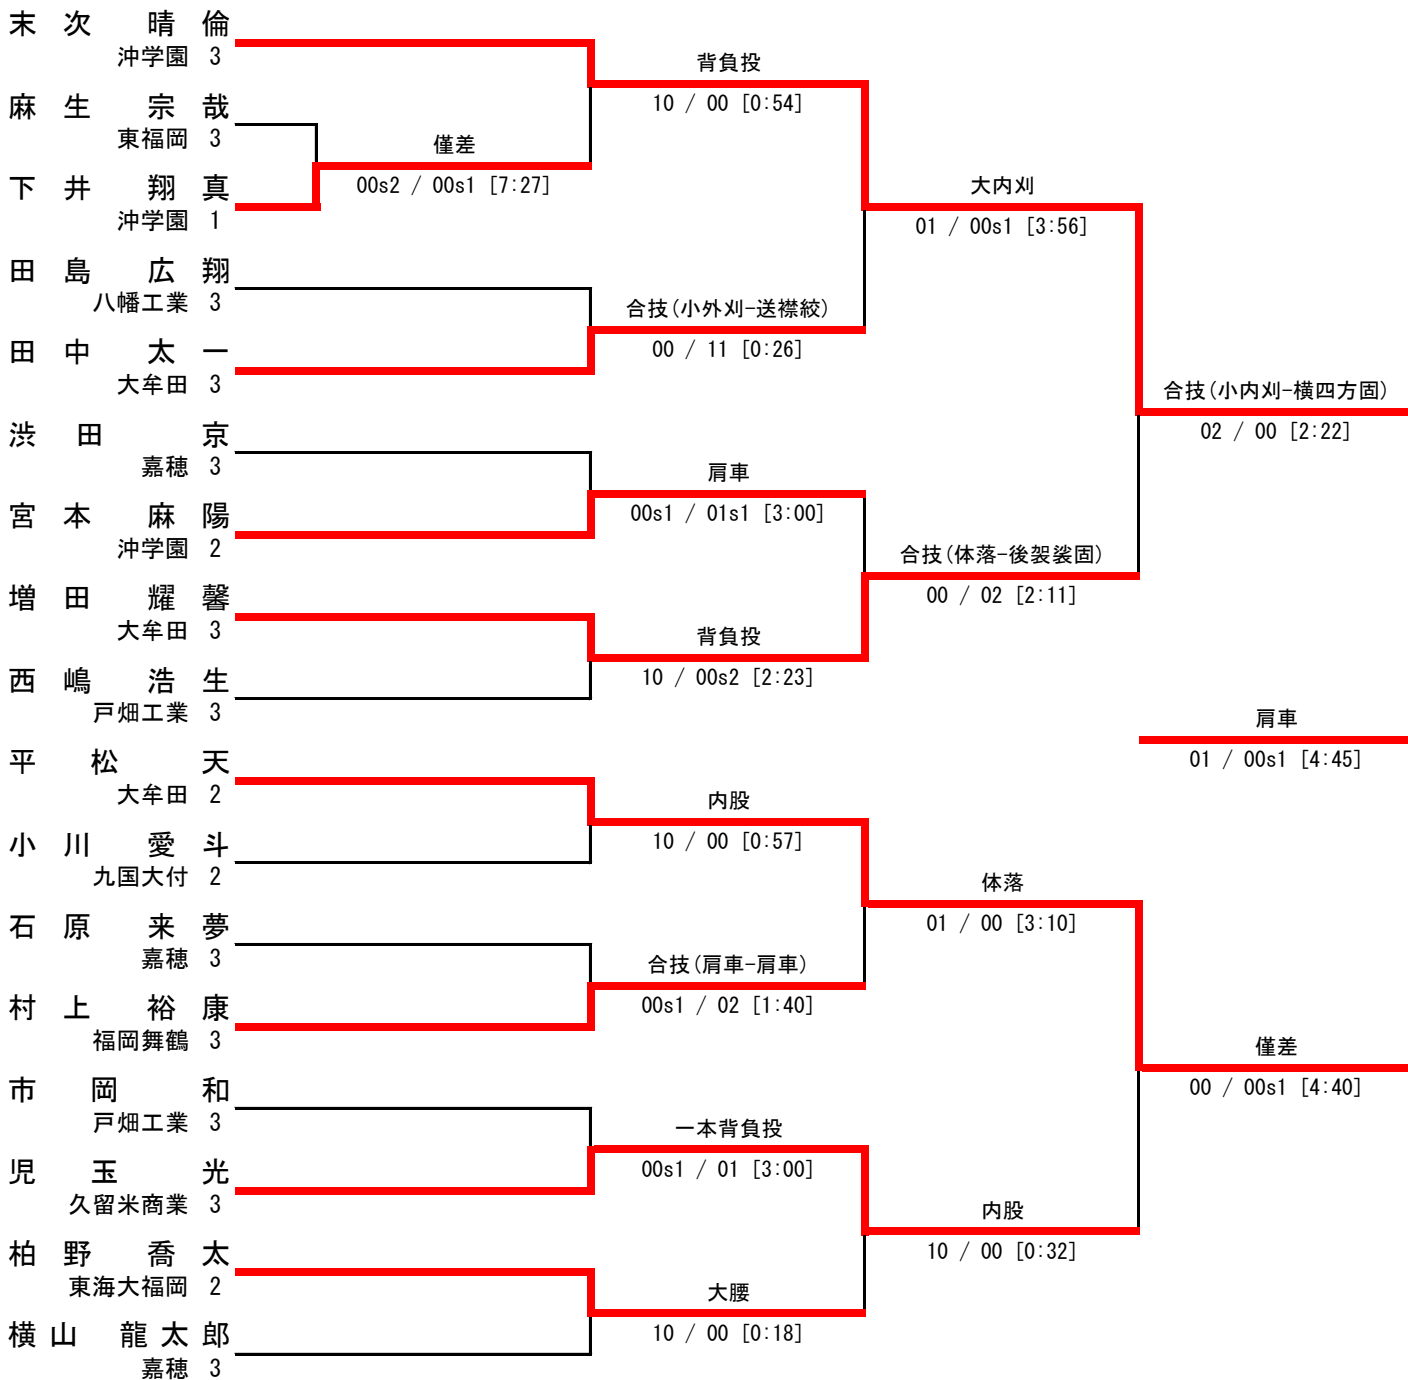 末次 晴倫
沖学園 3
麻生 宗哉
東福岡 3
下井 翔真
沖学園 1
田島 広翔
八幡工業 3
田中 太一
大牟田 3
渋田 京
嘉穂 3
宮本 麻陽
沖学園 2
増田 耀馨
大牟田 3
西嶋 浩生
戸畑工業 3
平松 天
大牟田 2
小川 愛斗
九国大付 2
石原 来夢
嘉穂 3
村上 裕康
福岡舞鶴 3
市岡 和
戸畑工業 3
児玉 光
久留米商業 3
柏野 喬太
東海大福岡 2
横山 龍太郎
嘉穂 3
僅差
00s2 / 00s1 [7:27]
背負投
10 / 00 [0:54]
合技(小外刈-送襟絞)
00 / 11 [0:26]
肩車
00s1 / 01s1 [3:00]
背負投
10 / 00s2 [2:23]
内股
10 / 00 [0:57]
合技(肩車-肩車)
00s1 / 02 [1:40]
一本背負投
00s1 / 01 [3:00]
大腰
10 / 00 [0:18]
大内刈
01 / 00s1 [3:56]
合技(体落-後袈裟固)
00 / 02 [2:11]
体落
01 / 00 [3:10]
内股
10 / 00 [0:32]
合技(小内刈-横四方固)
02 / 00 [2:22]
肩車
01 / 00s1 [4:45]
僅差
00 / 00s1 [4:40]